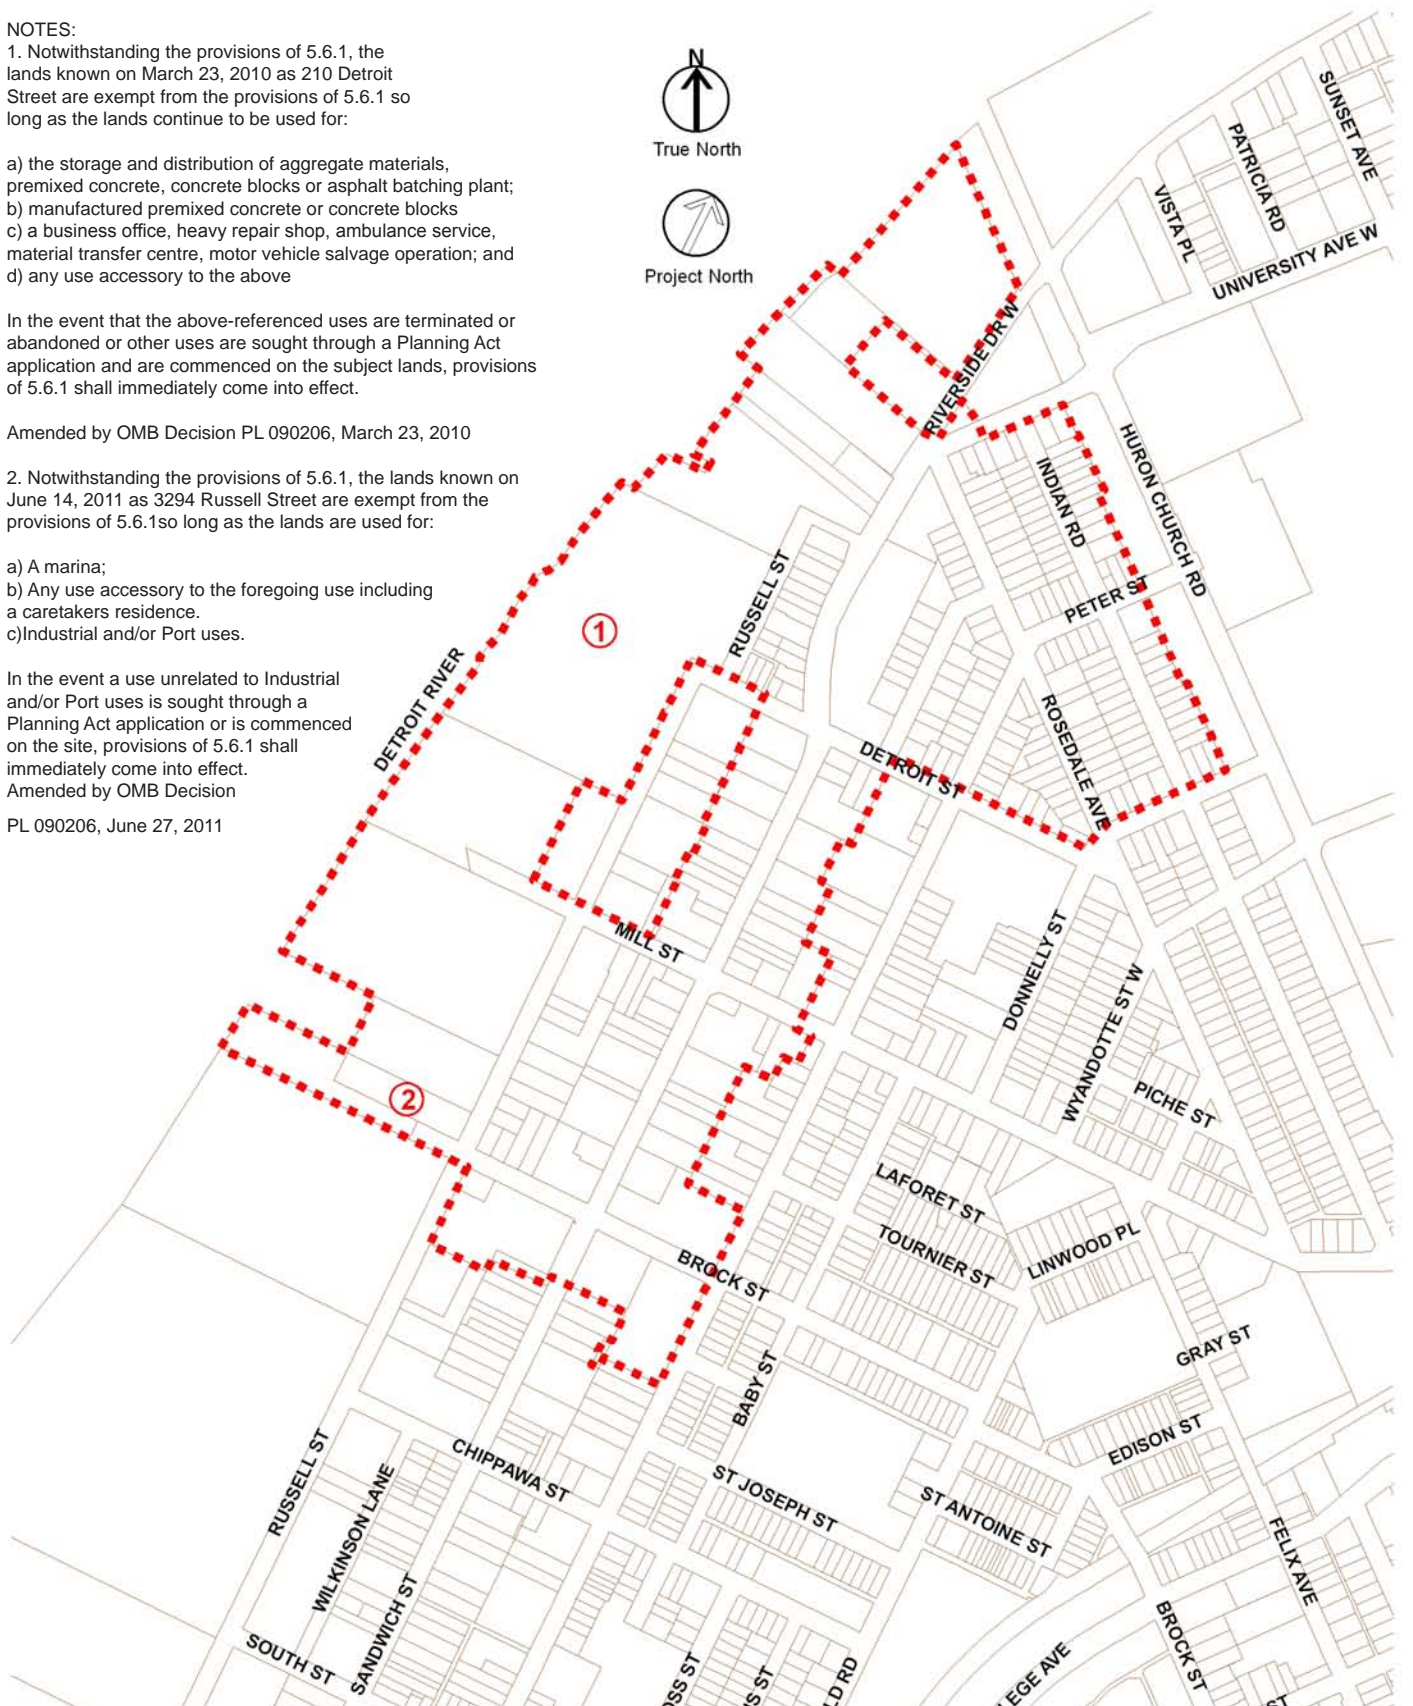 NOTES:
1. Notwithstanding the provisions of 5.6.1, the
lands known on March 23, 2010 as 210 Detroit
Street are exempt from the provisions of 5.6.1 so
long as the lands continue to be used for:
a) the storage and distribution of aggregate materials,
premixed concrete, concrete blocks or asphalt batching plant;
b) manufactured premixed concrete or concrete blocks
c) a business office, heavy repair shop, ambulance service,
material transfer centre, motor vehicle salvage operation; and
d) any use accessory to the above
In the event that the above-referenced uses are terminated or
abandoned or other uses are sought through a Planning Act
application and are commenced on the subject lands, provisions
of 5.6.1 shall immediately come into effect.
Amended by OMB Decision PL 090206, March 23, 2010
2. Notwithstanding the provisions of 5.6.1, the lands known on
June 14, 2011 as 3294 Russell Street are exempt from the
provisions of 5.6.1so long as the lands are used for:
a) A marina;
b) Any use accessory to the foregoing use including
a caretakers residence.
c)Industrial and/or Port uses.
In the event a use unrelated to Industrial
and/or Port uses is sought through a
Planning Act application or is commenced
on the site, provisions of 5.6.1 shall
immediately come into effect.
Amended by OMB Decision
PL 090206, June 27, 2011
N
True North
Project North
SUNSET AVE
PATRICIA RD
VISTA PL
UNIVERSITY AVE W
RIVERSIDE DR W
HURON CHURCH RD
INDIAN RD
PETER ST
RUSSELL ST
1
DETROIT RIVER
ROSEDALE AVE
DETROIT ST
MILL ST
DONNELLY ST
WYANDOTTE ST W
PICHE ST
2
LAFORET ST
TOURNIER ST
LINWOOD PL
BROCK ST
GRAY ST
BABY ST
EDISON ST
RUSSELL ST
CHIPPAWA ST
WILKINSON LANE
ST JOSEPH ST
ST ANTOINE ST
FELIX AVE
SANDWICH ST
SOUTH ST
BROCK ST
OSS ST
S ST
LD RD
LEGE AVE
ST